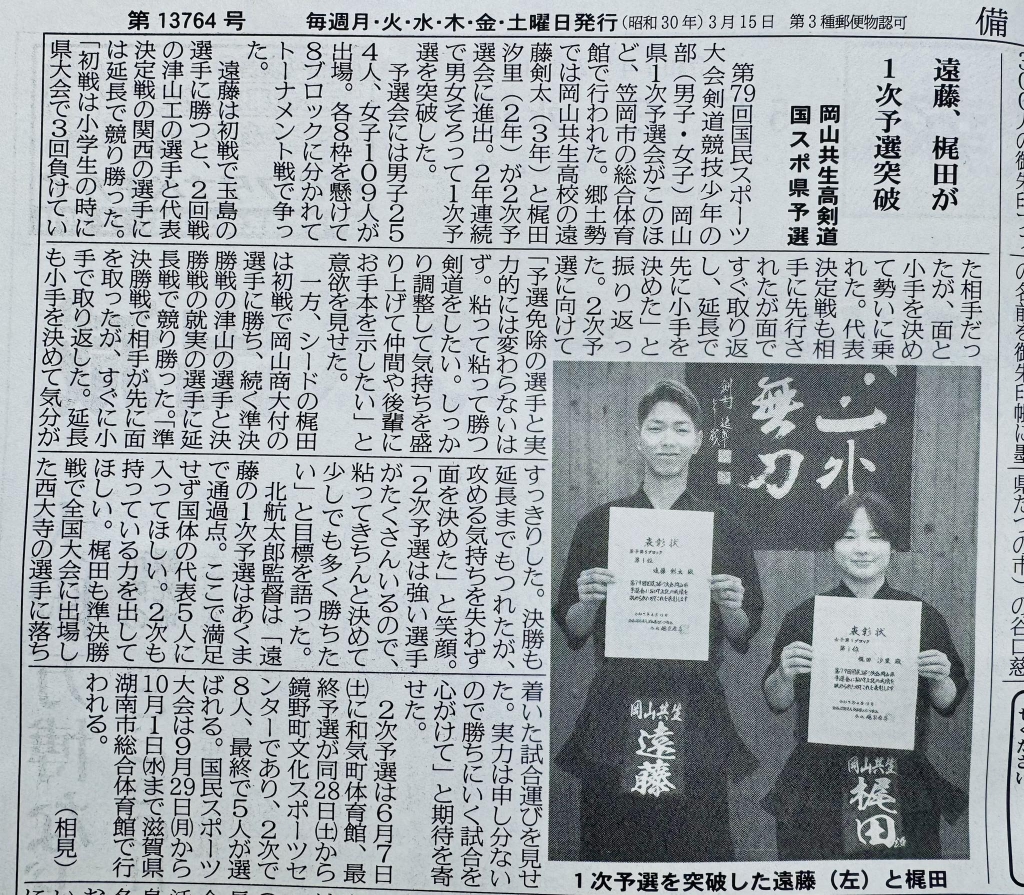 第13764号 毎週月・火・水・木・金・土曜日発行 (昭和30年)3月15日 第3種郵便物認可
備
遠藤、梶田が
1次予選突破
岡山共生高剣道
国スポ県予選
第79回国民スポーツ
大会剣道競技少年の
部(男子・女子)岡山
県1次予選会がこのほ
ど、笠岡市の総合体育
館で行われた。郷土勢
では岡山共生高校の遠
藤剣太(3年)と梶田
汐里(2年)が2次予
選会に進出。2年連続
で男女そろって1次予
選を突破した。
予選会には男子25
4人、女子109人が
出場。各8枠を懸けて
8ブロックに分かれて
トーナメント戦で争っ
た。
遠藤は初戦で玉島の
選手に勝つと、2回戦
の津山工の選手と代表
決定戦の関西の選手に
は延長で競り勝った。
「初戦は小学生の時に
県大会で3回負けてい
た相手だっ
たが、面と
小手を決め
て勢いに乗
れた。代表
決定戦も相
手に先行さ
れたが面で
すぐ取り返
し、延長で
先に小手を
決めた」と
振り返っ
た。2次予
選に向けて
「予選免除の選手と実
力的には変わらないは
ず。粘って粘って勝つ
剣道をしたい。しっか
り調整して気持ちを盛
り上げて仲間や後輩に
お手本を示したい」と
意欲を見せた。
一方、シードの梶田
は初戦で岡山商大付の
選手に勝ち、続く準決
勝戦の津山の選手と決
勝戦の就実の選手に延
長戦で競り勝った。「準
決勝戦で相手が先に面
を取ったが、すぐに小
手で取り返した。延長
も小手を決めて気分が
すっきりした。決勝も
延長までもつれたが、
攻める気持ちを失わず
面を決めた」と笑顔。
「2次予選は強い選手
がたくさんいるので、
粘ってきちんと決めて
少しでも多く勝ちた
い」と目標を語った。
北航太郎監督は「遠
藤の1次予選はあくま
で通過点。ここで満足
せず国体の代表5人に
入ってほしい。2次も
持っている力を出して
ほしい。梶田も準決勝
戦で全国大会に出場し
た西大寺の選手に落ち
着いた試合運びを見せ
た。実力は申し分ない
ので勝ちにいく試合を
心がけて」と期待を寄
せた。
2次予選は6月7日
㈯に和気町体育館、最
終予選が同28日㈯から
鏡野町文化スポーツセ
ンターであり、2次で
8人、最終で5人が選
ばれる。国民スポーツ
大会は9月29日㈪から
10月1日㈬まで滋賀県
湖南市総合体育館で行
われる。
(相見)
無刀
表彰状
遠藤剣太殿
表彰状
梶田汐里殿
岡山共生
遠藤
岡山共生
梶田
1次予選を突破した遠藤(左)と梶田